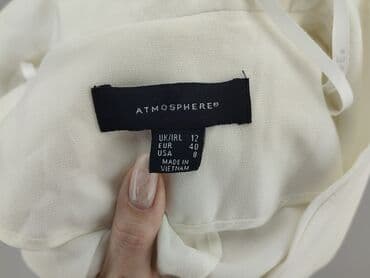 ATMOSPHERE®
UK/IRL 12
EUR 40
USA 8
MADE IN
VIETNAM